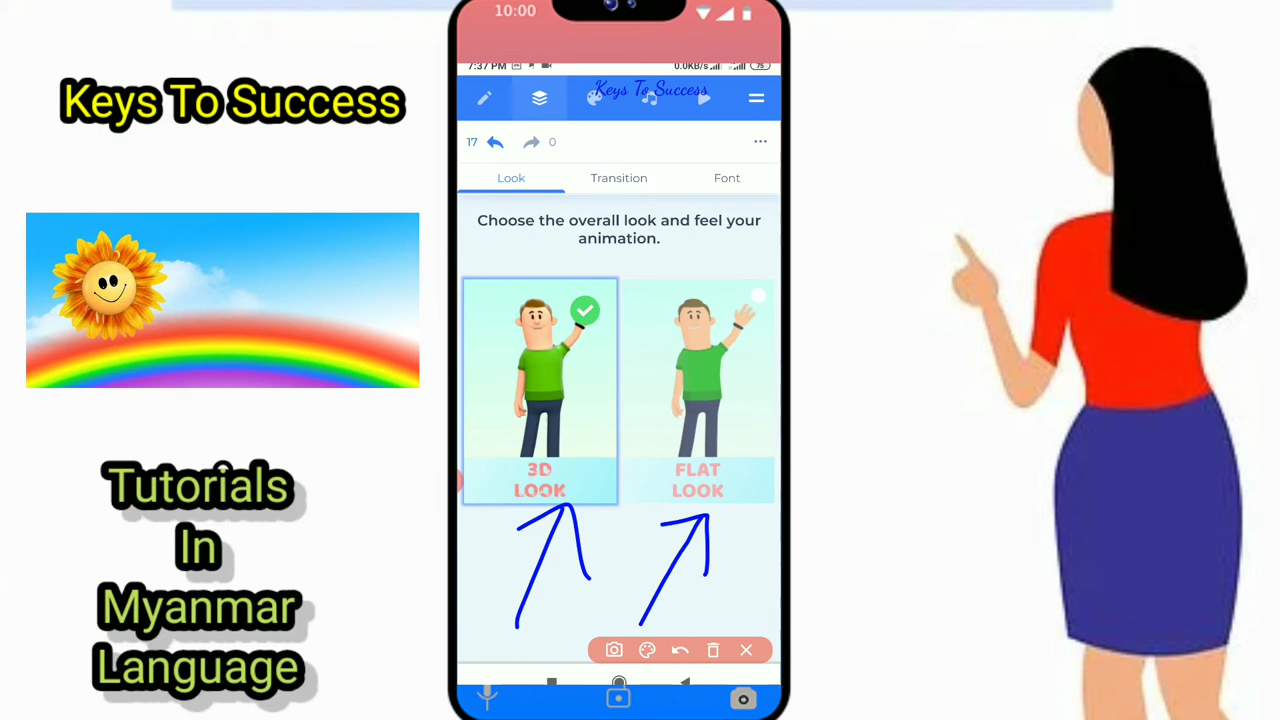 10:00
Keys To Success
7:37 PM
0.0KB/s
75
Keys To Success
17
0
Look
Transition
Font
Choose the overall look and feel your
animation.
3D
LOOK
FLAT
LOOK
Tutorials
In
Myanmar
Language